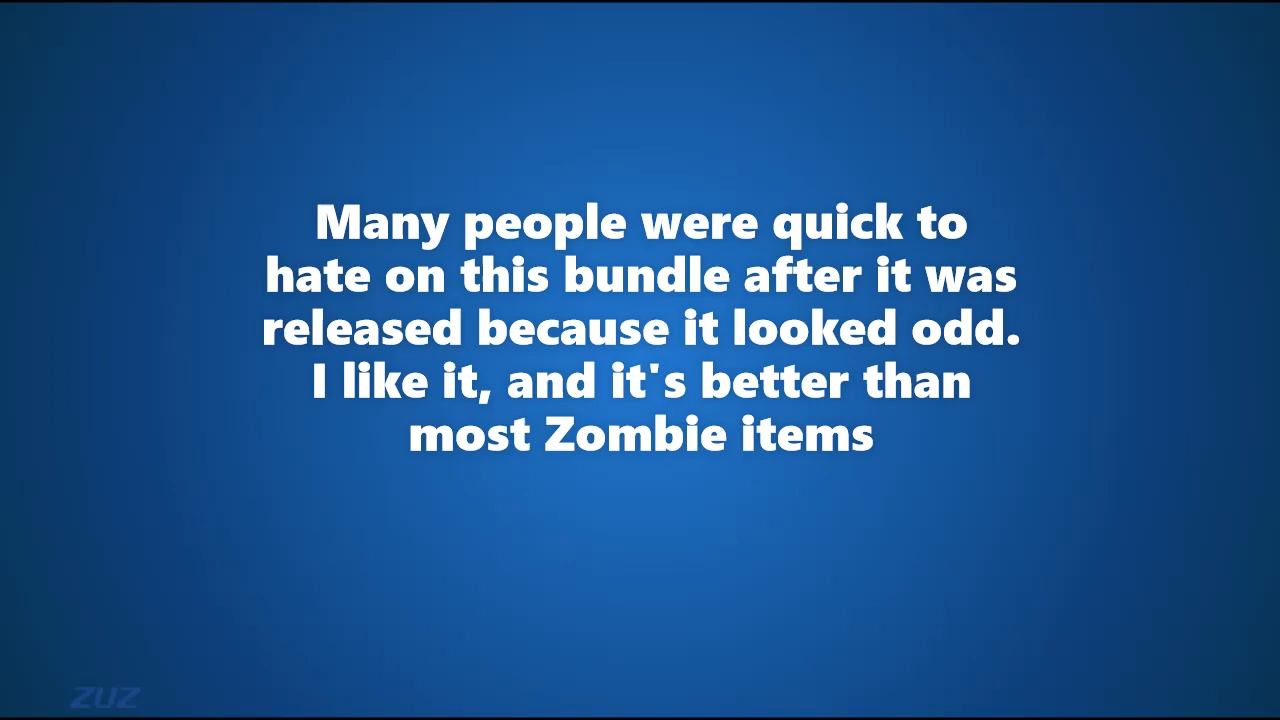 Many people were quick to
hate on this bundle after it was
released because it looked odd.
I like it, and it's better than
most Zombie items
ZUZ